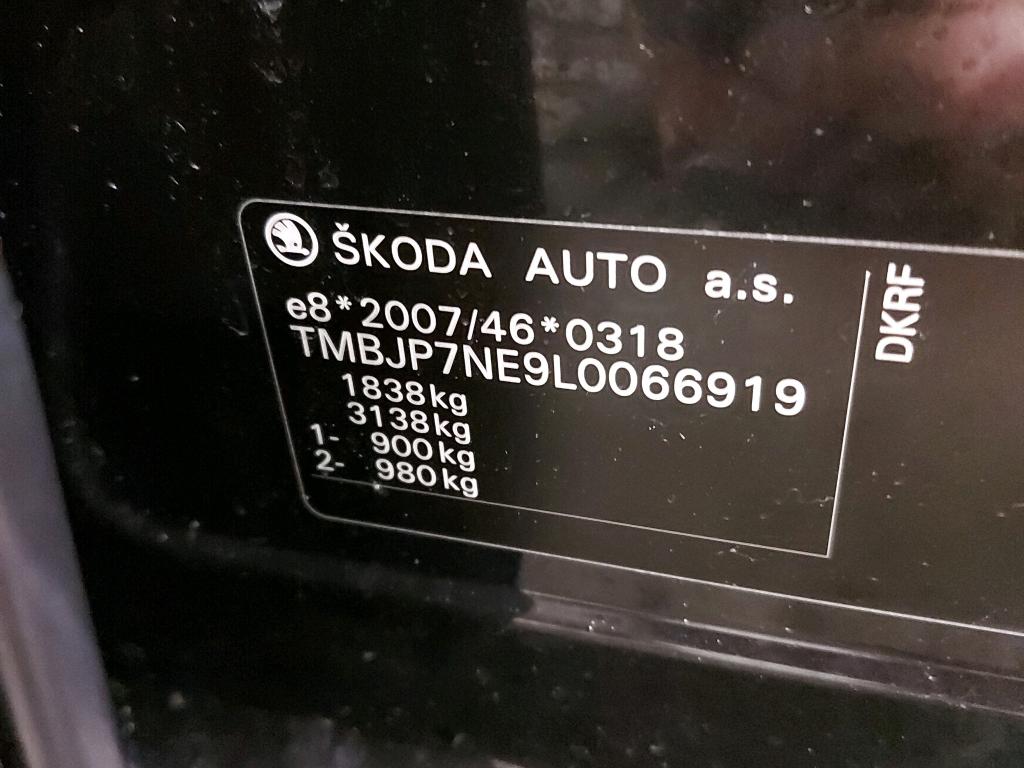 ŠKODA AUTO a.s.
e8*2007/46*0318
TMBJP7NE9L0066919
1838kg
3138kg
1- 900kg
2- 980kg
DKRF